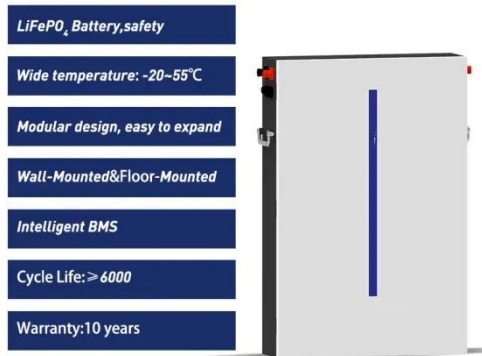 LiFePO₄ Battery,safety
Wide temperature: -20~55℃
Modular design, easy to expand
Wall-Mounted&Floor-Mounted
Intelligent BMS
Cycle Life:≥6000
Warranty:10 years